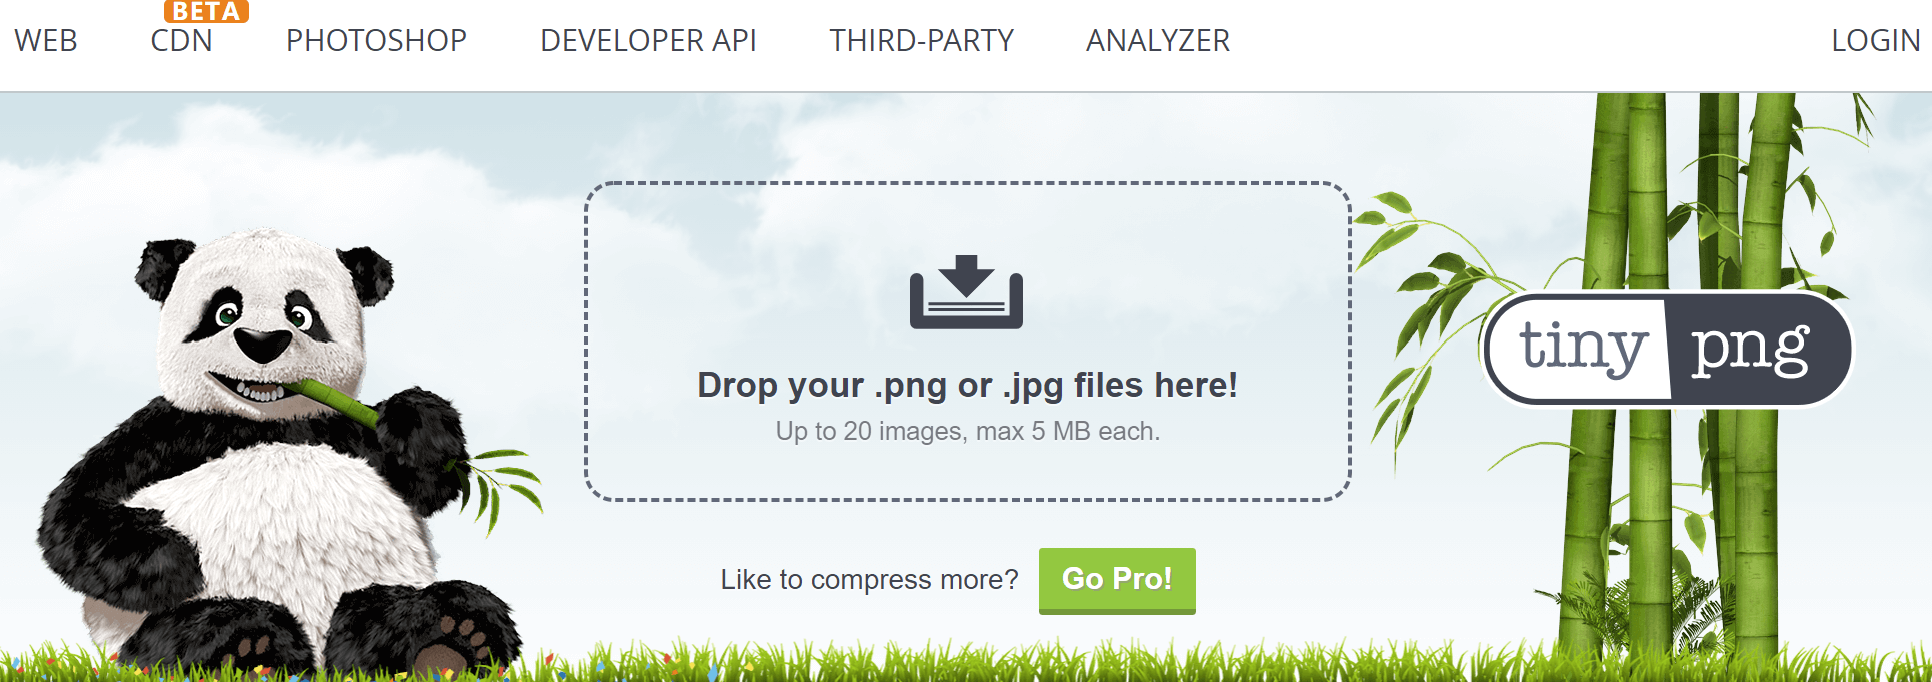 BETA
WEB CDN PHOTOSHOP DEVELOPER API THIRD-PARTY ANALYZER LOGIN
tiny png
Drop your .png or .jpg files here!
Up to 20 images, max 5 MB each.
Like to compress more? Go Pro!